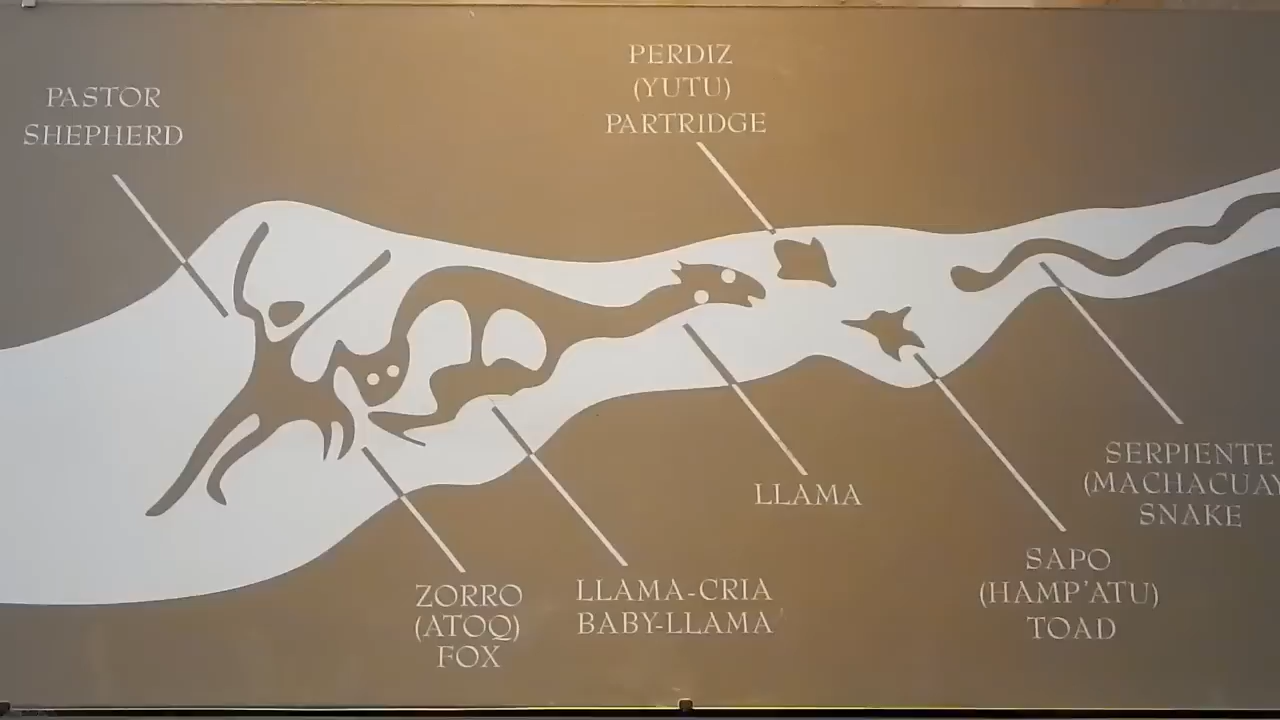 PASTOR
SHEPHERD
PERDIZ
(YUTU)
PARTRIDGE
LLAMA
SERPIENTE
(MACHACUAY
SNAKE
ZORRO
(ATOQ)
FOX
LLAMA-CRIA
BABY-LLAMA
SAPO
(HAMP'ATU)
TOAD